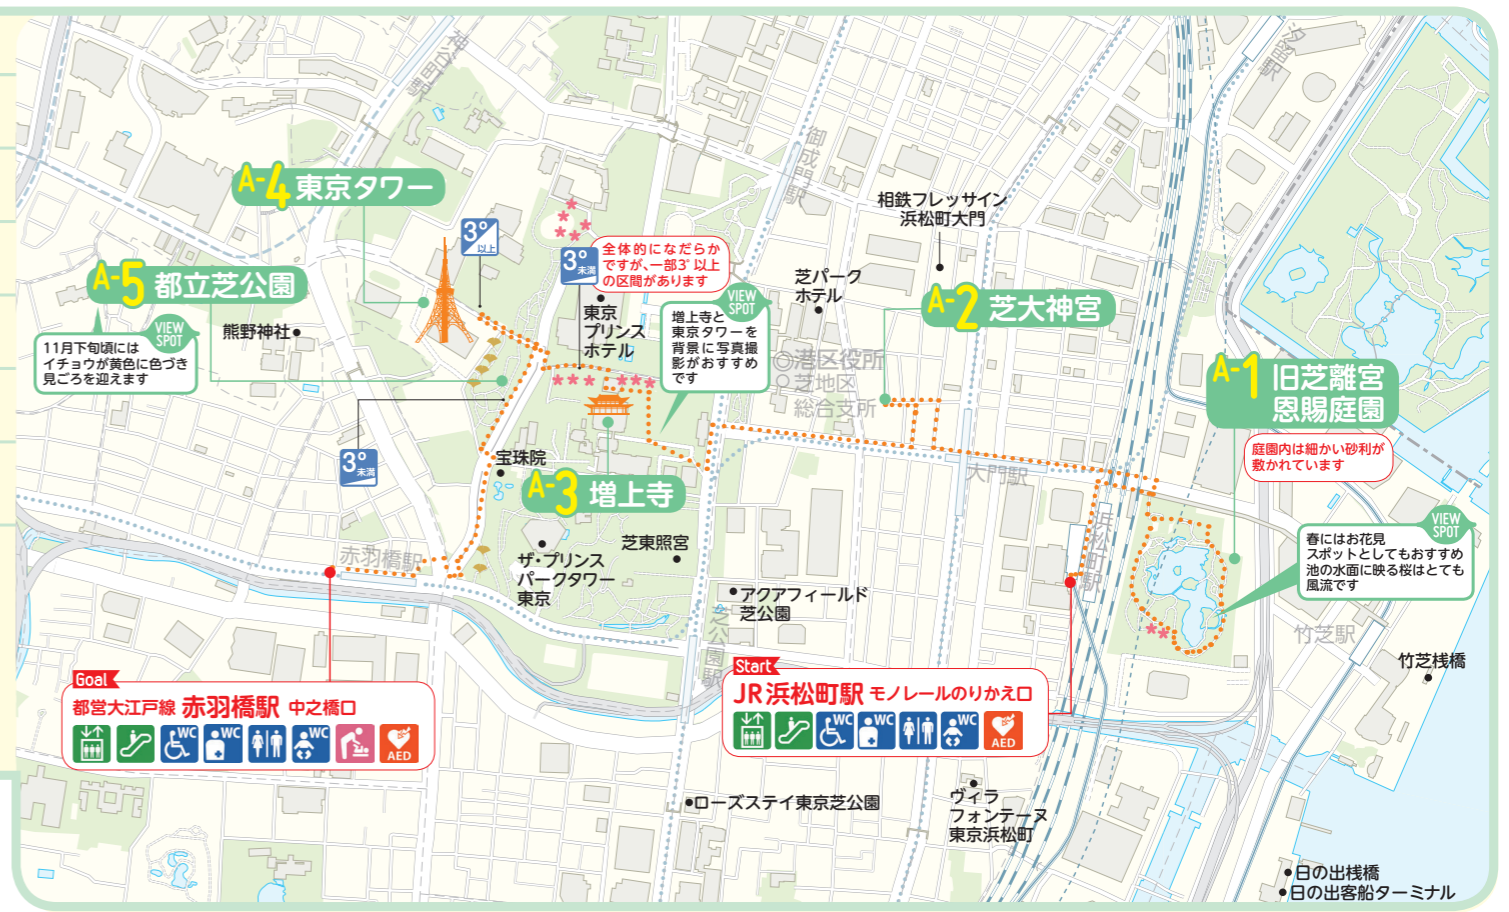 神谷町駅
汐留駅
御成門駅
A-4 東京タワー
相鉄フレッサイン
浜松町大門
3°
以上
3°
未満
全体的になだらか
ですが、一部3°以上
の区間があります
A-5 都立芝公園
芝パーク
ホテル
A-2 芝大神宮
VIEW
SPOT
増上寺と
東京タワーを
背景に写真撮
影がおすすめ
です
東京
プリンス
ホテル
熊野神社
VIEW
SPOT
11月下旬頃には
イチョウが黄色に色づき
見ごろを迎えます
港区役所
芝地区
総合支所
A-1 旧芝離宮
恩賜庭園
庭園内は細かい砂利が
敷かれています
3°
未満
宝珠院
大門駅
A-3 増上寺
浜松町駅
VIEW
SPOT
春にはお花見
スポットとしてもおすすめ
池の水面に映る桜はとても
風流です
赤羽橋駅
芝東照宮
ザ・プリンス
パークタワー
東京
アクアフィールド
芝公園
芝公園駅
竹芝駅
竹芝桟橋
Goal
都営大江戸線 赤羽橋駅 中之橋口
WC
WC
WC
AED
Start
JR浜松町駅 モノレールのりかえ口
WC
WC
WC
AED
ローズステイ東京芝公園
ヴィラ
フォンテーヌ
東京浜松町
日の出桟橋
日の出客船ターミナル